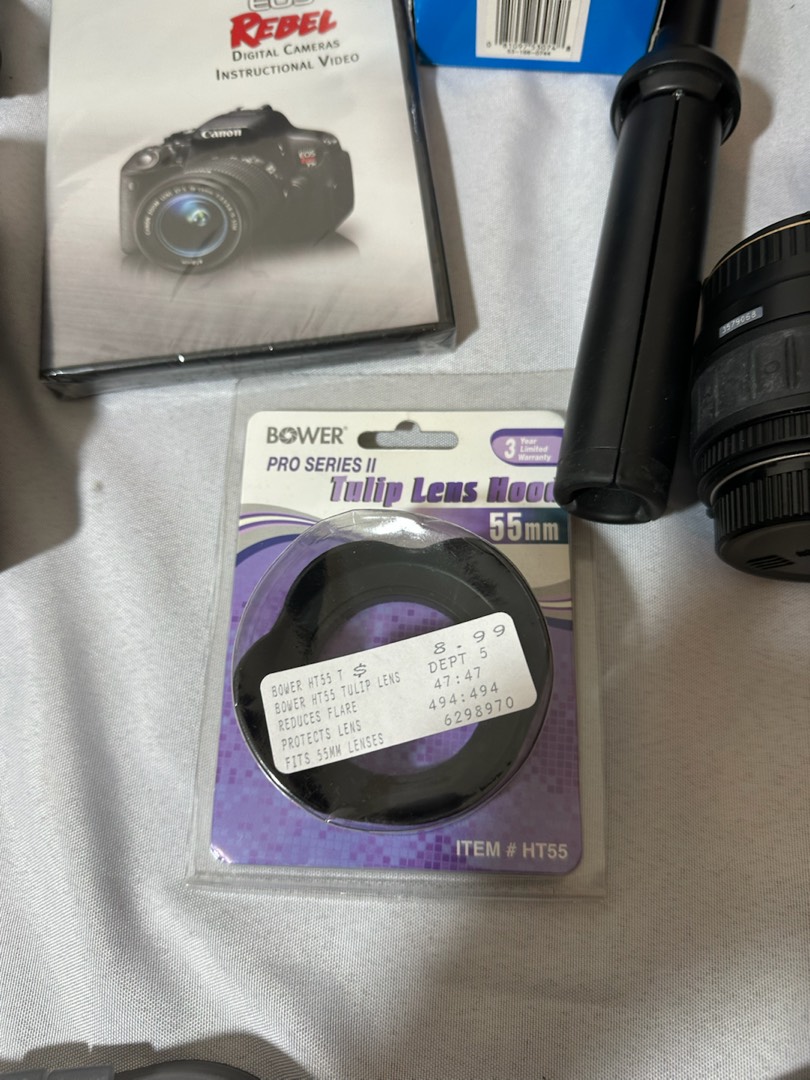 EOS
REBEL
DIGITAL CAMERAS
INSTRUCTIONAL VIDEO
Canon
EOS
3579058
BOWER®
3 Year
Limited
Warranty
PRO SERIES II
Tulip Lens Hood
55mm
BOWER HT55 T $ 8.99
BOWER HT55 TULIP LENS DEPT 5
REDUCES FLARE 47:47
PROTECTS LENS 494:494
FITS 55MM LENSES 6298970
ITEM # HT55